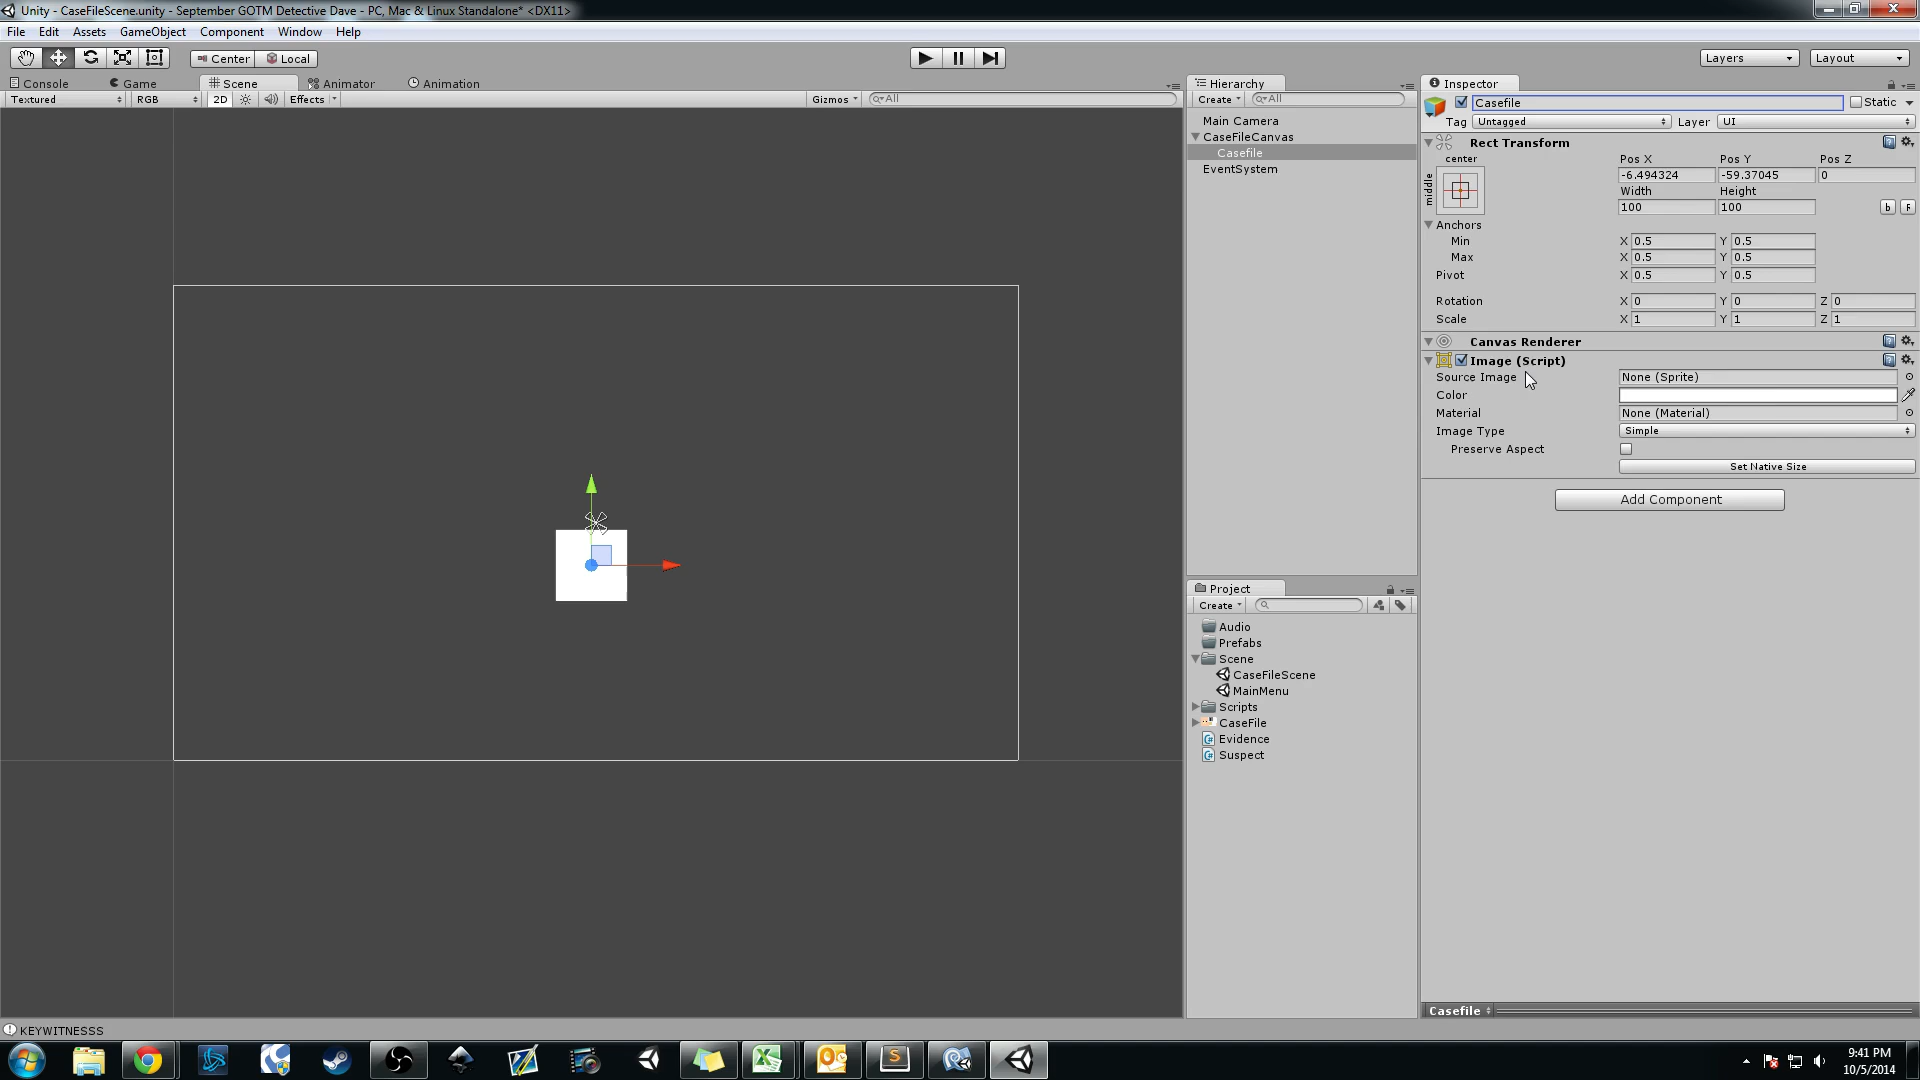 Unity - CaseFileScene.unity - September GOTM Detective Dave - PC, Mac & Linux Standalone* <DX11>
File Edit Assets GameObject Component Window Help
Center Local Layers Layout
Console Game Scene Animator Animation Hierarchy Inspector
Textured RGB 2D Effects Gizmos All Create All
Casefile Static
Tag Untagged Layer UI
Main Camera
CaseFileCanvas
Casefile
EventSystem
Rect Transform
center
middle
Pos X Pos Y Pos Z
-6.494324 -59.37045 0
Width Height
100 100
Anchors
Min X 0.5 Y 0.5
Max X 0.5 Y 0.5
Pivot X 0.5 Y 0.5
Rotation X 0 Y 0 Z 0
Scale X 1 Y 1 Z 1
Canvas Renderer
Image (Script)
Source Image None (Sprite)
Color
Material None (Material)
Image Type Simple
Preserve Aspect
Set Native Size
Add Component
Project
Create
Audio
Prefabs
Scene
CaseFileScene
MainMenu
Scripts
CaseFile
Evidence
Suspect
Casefile
KEYWITNESSS
9:41 PM
10/5/2014